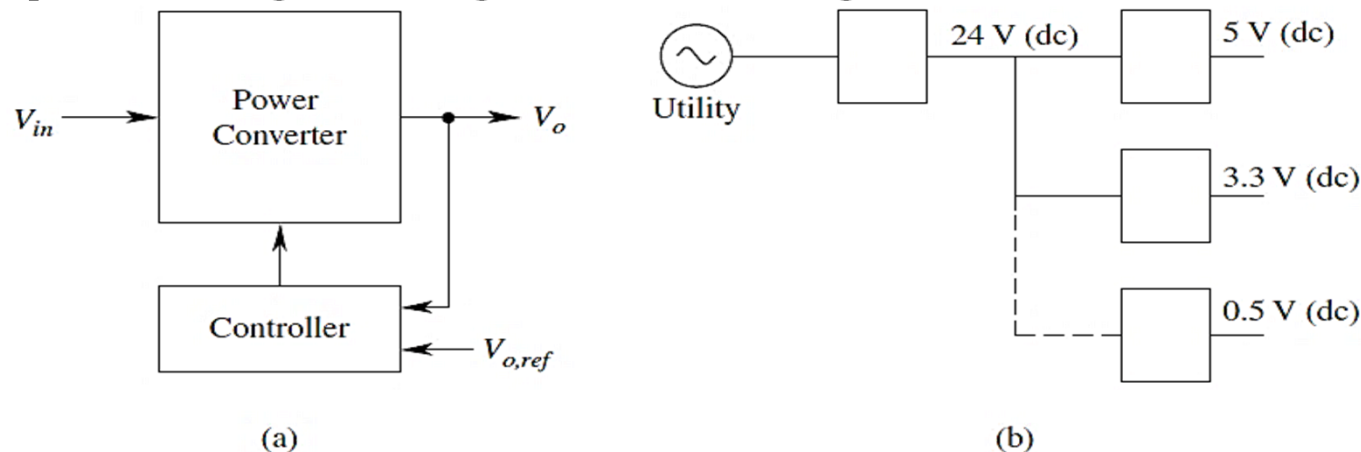 V_in
Power
Converter
V_o
Controller
V_o,ref
(a)
Utility
24 V (dc)
5 V (dc)
3.3 V (dc)
0.5 V (dc)
(b)